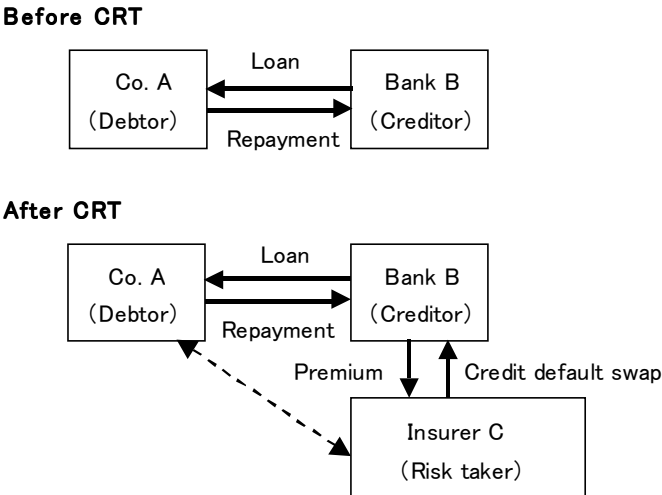 Before CRT
Loan
Co. A
(Debtor)
Bank B
(Creditor)
Repayment
After CRT
Loan
Co. A
(Debtor)
Bank B
(Creditor)
Repayment
Premium
Credit default swap
Insurer C
(Risk taker)